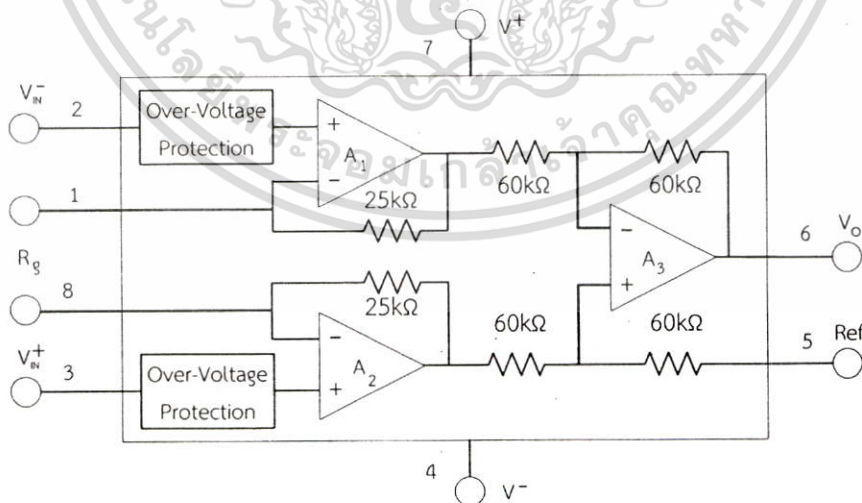 V⁺
7
V⁻IN
2
Over-Voltage
Protection
+
A₁
−
1
25kΩ
60kΩ
60kΩ
Rg
8
25kΩ
−
A₂
+
60kΩ
60kΩ
−
A₃
+
6
Vo
5
Ref
V⁺IN
3
Over-Voltage
Protection
4
V⁻